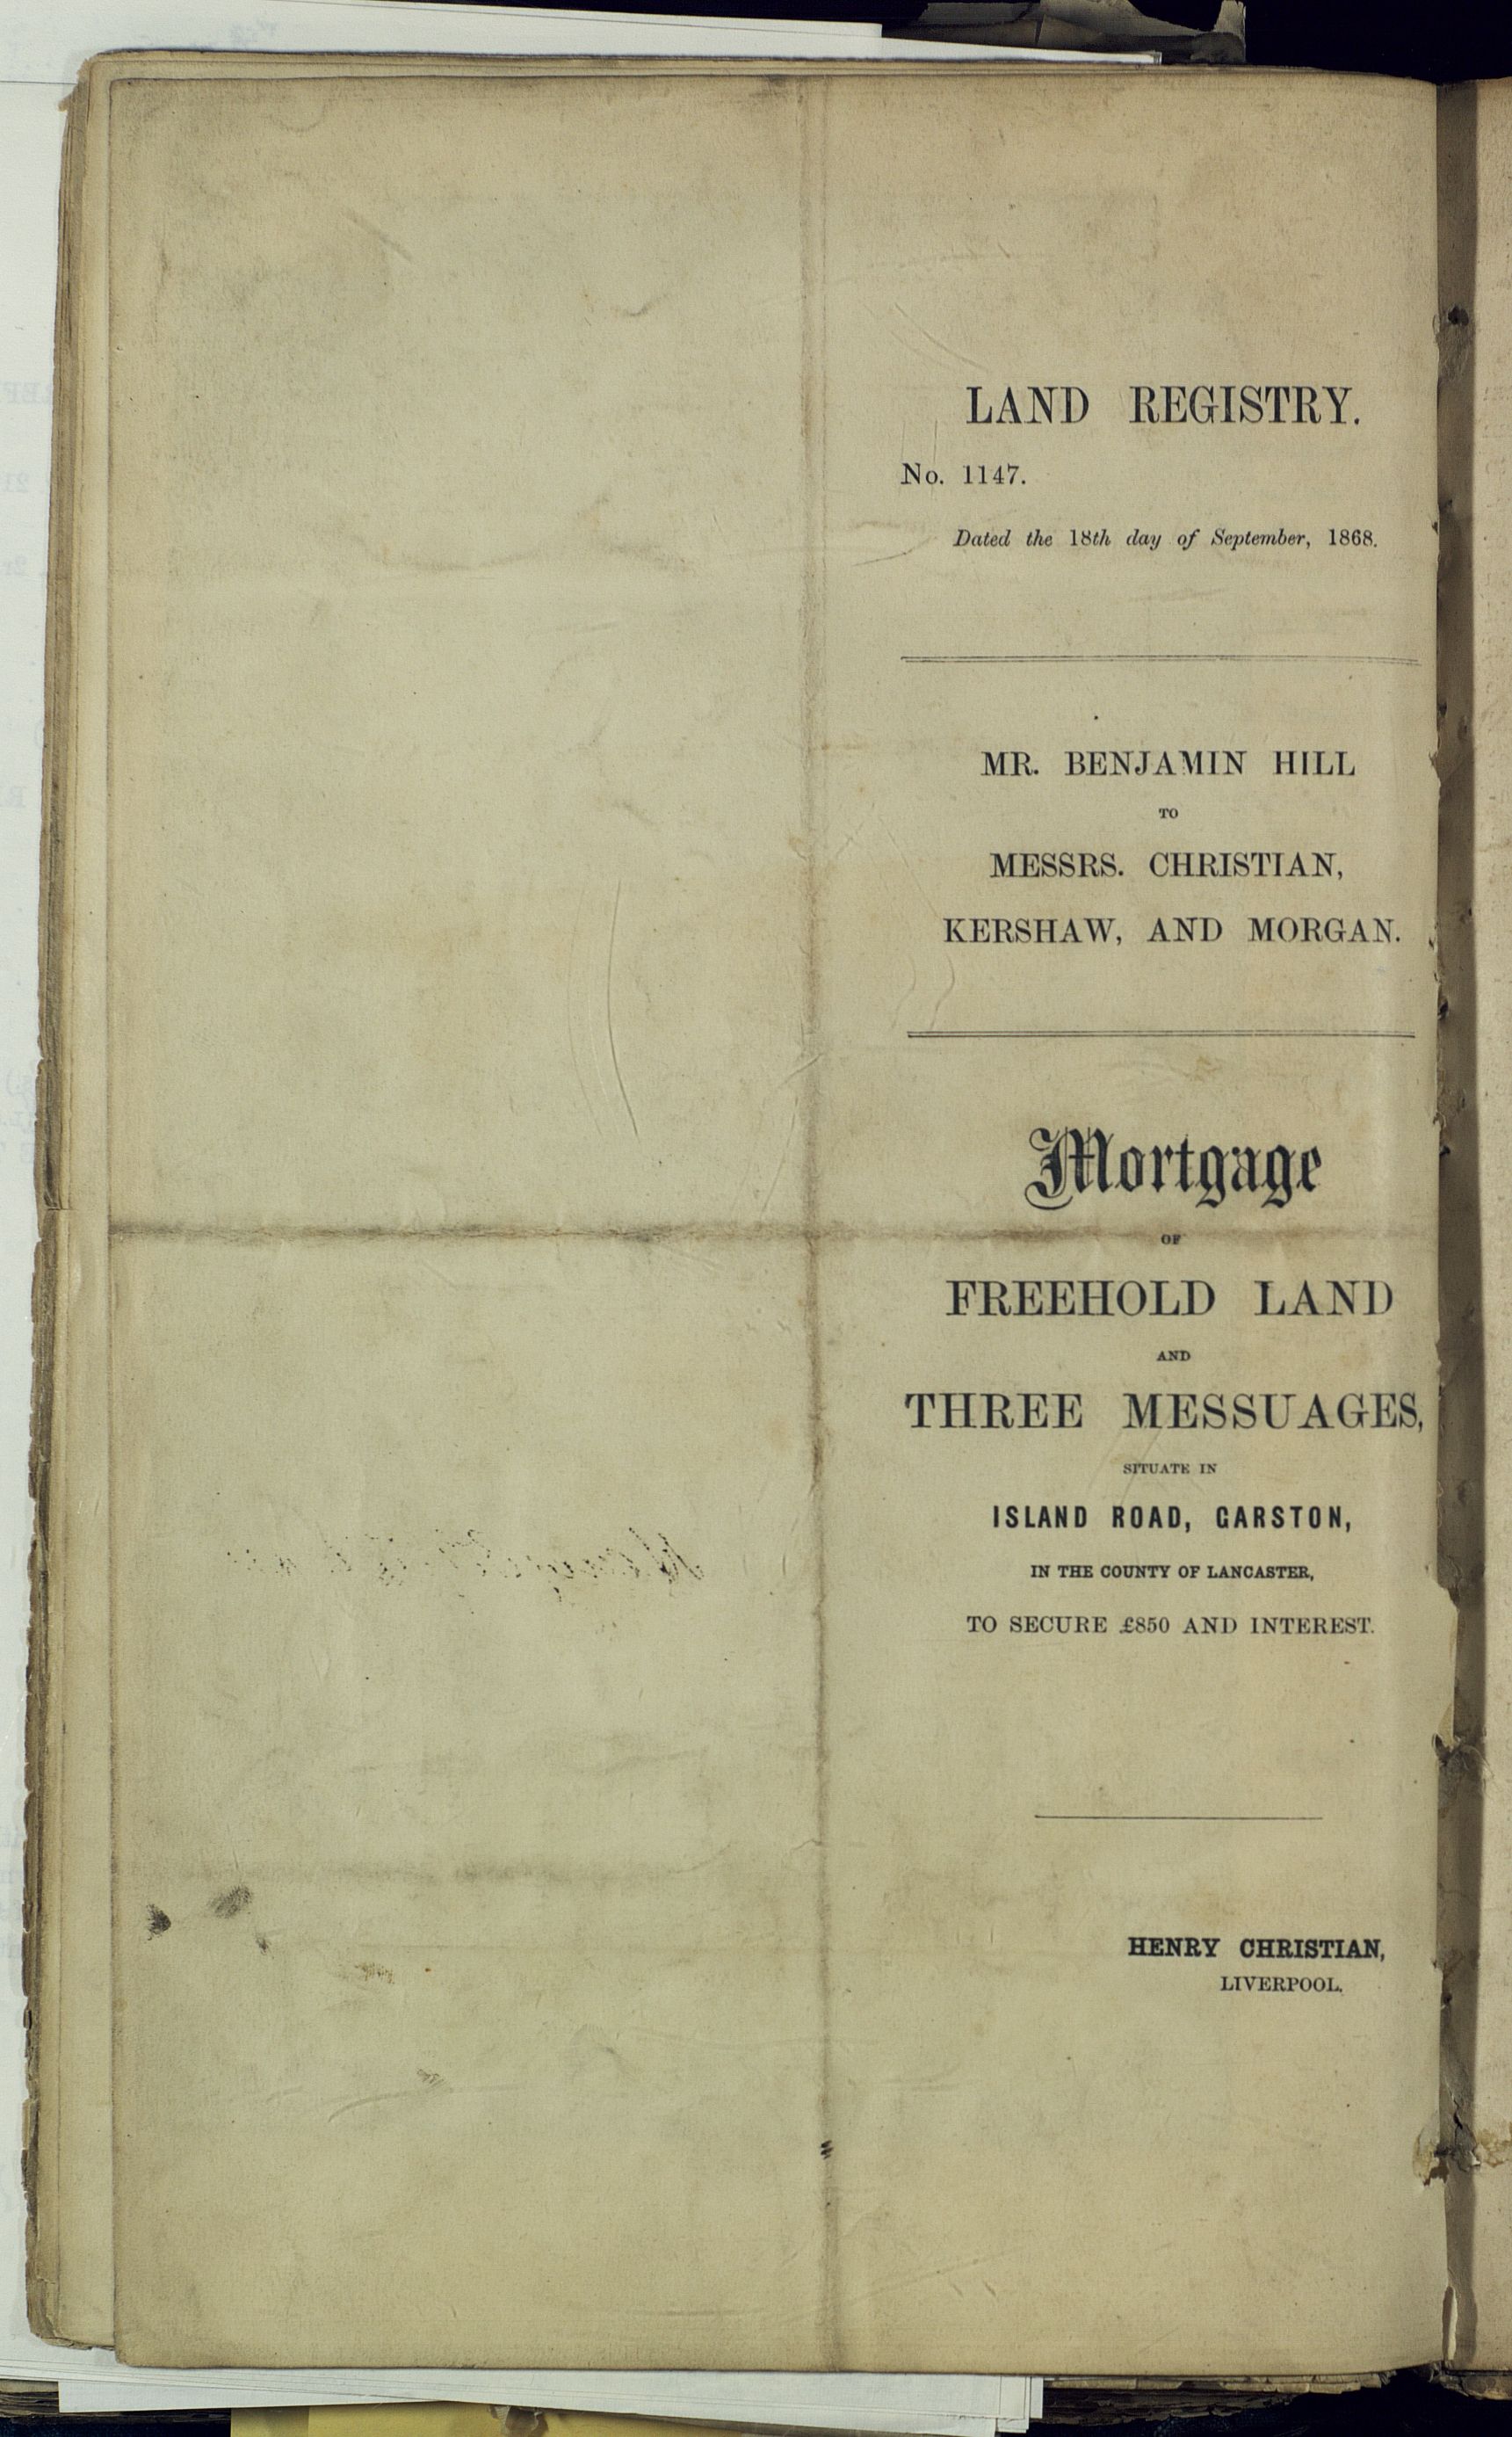 LAND REGISTRY.
No. 1147.
Dated the 18th day of September, 1868.
MR. BENJAMIN HILL
TO
MESSRS. CHRISTIAN,
KERSHAW, AND MORGAN.
Mortgage
OF
FREEHOLD LAND
AND
THREE MESSUAGES,
SITUATE IN
ISLAND ROAD, GARSTON,
IN THE COUNTY OF LANCASTER,
TO SECURE £850 AND INTEREST.
HENRY CHRISTIAN,
LIVERPOOL.